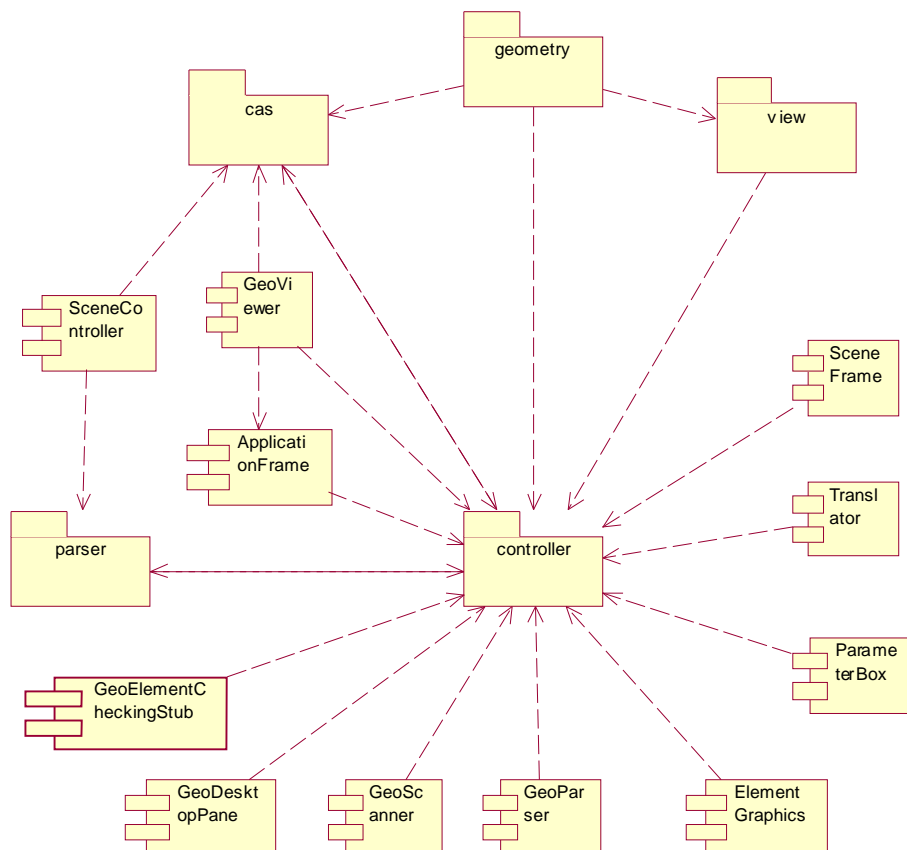 geometry
cas
view
GeoVi
ewer
SceneCo
ntroller
Scene
Frame
Applicati
onFrame
Transl
ator
parser
controller
Parame
terBox
GeoElementC
heckingStub
GeoDeskt
opPane
GeoSc
anner
GeoPar
ser
Element
Graphics